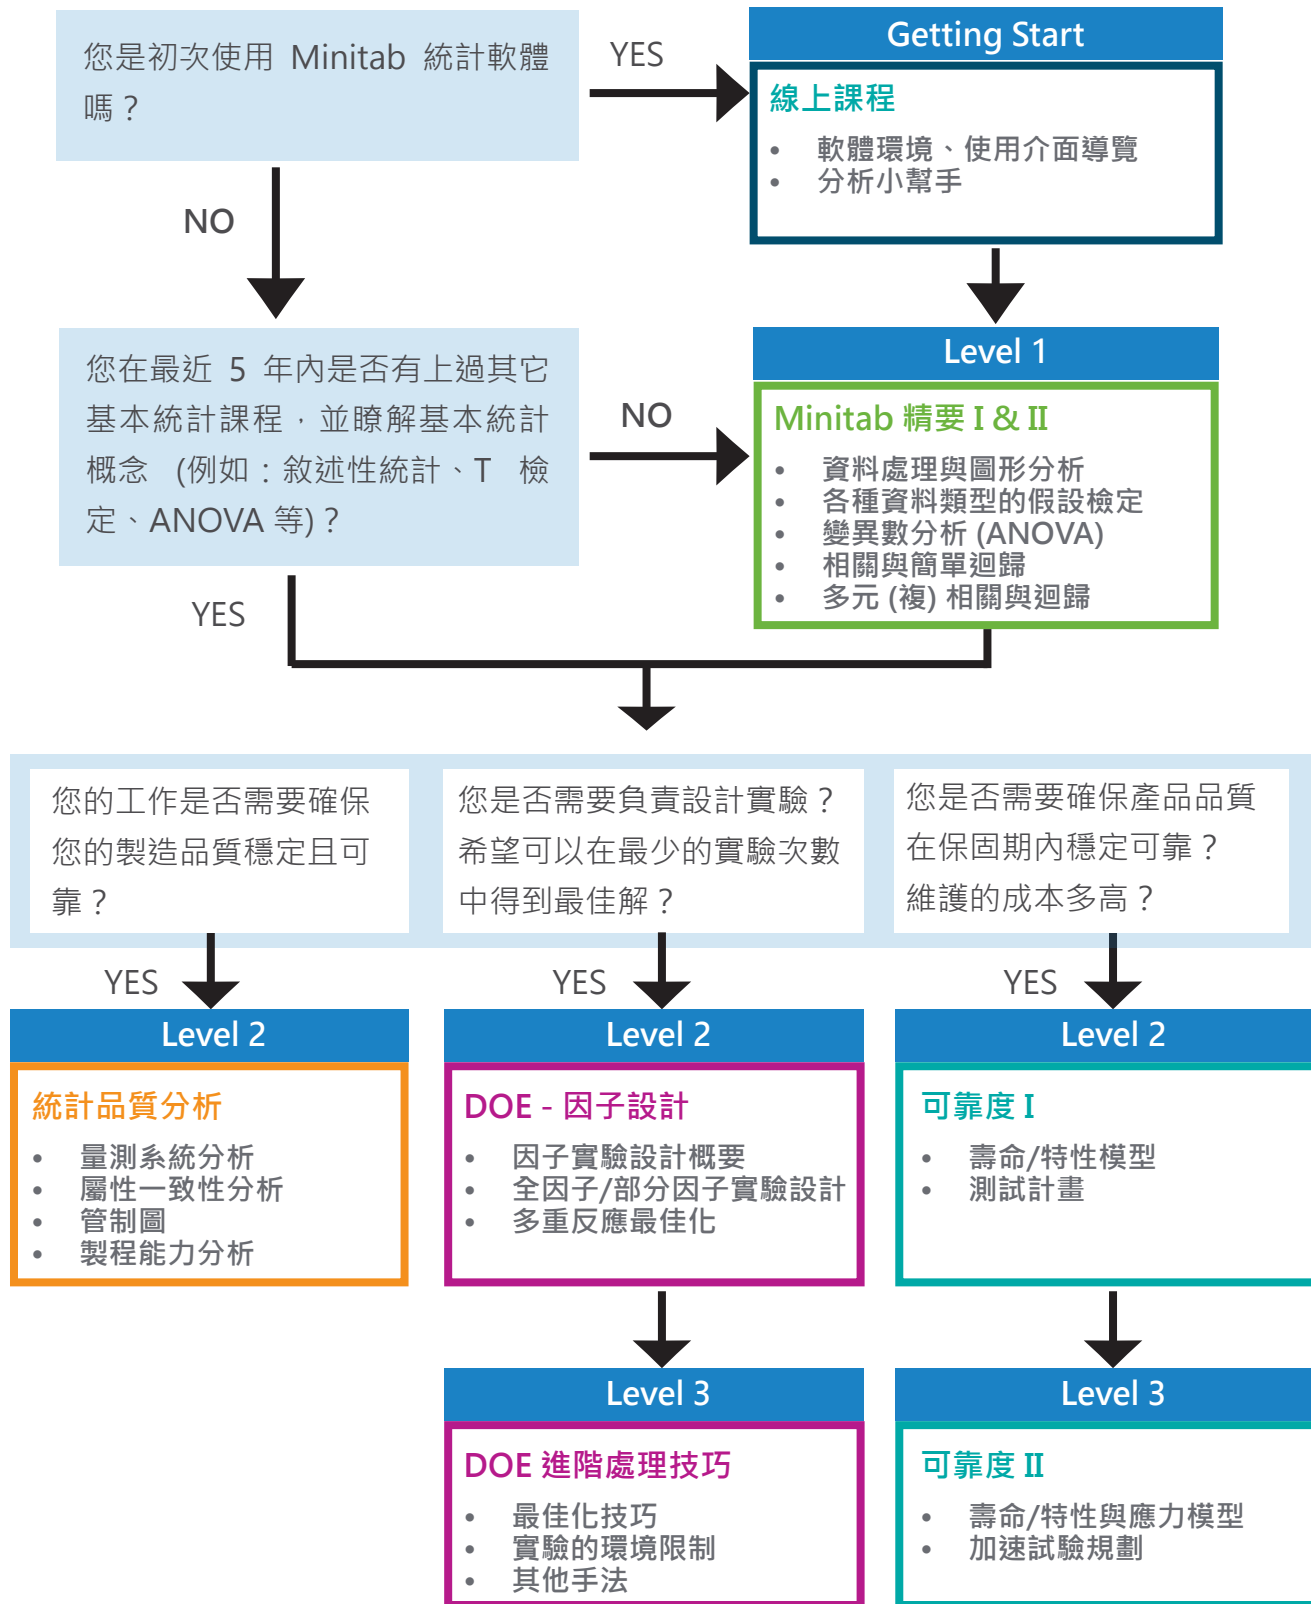 您是初次使用 Minitab 統計軟體
嗎？
YES
Getting Start
線上課程
• 軟體環境、使用介面導覽
• 分析小幫手
NO
您在最近 5 年內是否有上過其它
基本統計課程，並瞭解基本統計
概念 (例如：敘述性統計、T 檢
定、ANOVA 等)？
NO
Level 1
Minitab 精要 I & II
• 資料處理與圖形分析
• 各種資料類型的假設檢定
• 變異數分析 (ANOVA)
• 相關與簡單迴歸
• 多元 (複) 相關與迴歸
YES
您的工作是否需要確保
您的製造品質穩定且可
靠？
您是否需要負責設計實驗？
希望可以在最少的實驗次數
中得到最佳解？
您是否需要確保產品品質
在保固期內穩定可靠？
維護的成本多高？
YES
YES
YES
Level 2
統計品質分析
• 量測系統分析
• 屬性一致性分析
• 管制圖
• 製程能力分析
Level 2
DOE - 因子設計
• 因子實驗設計概要
• 全因子/部分因子實驗設計
• 多重反應最佳化
Level 2
可靠度 I
• 壽命/特性模型
• 測試計畫
Level 3
DOE 進階處理技巧
• 最佳化技巧
• 實驗的環境限制
• 其他手法
Level 3
可靠度 II
• 壽命/特性與應力模型
• 加速試驗規劃